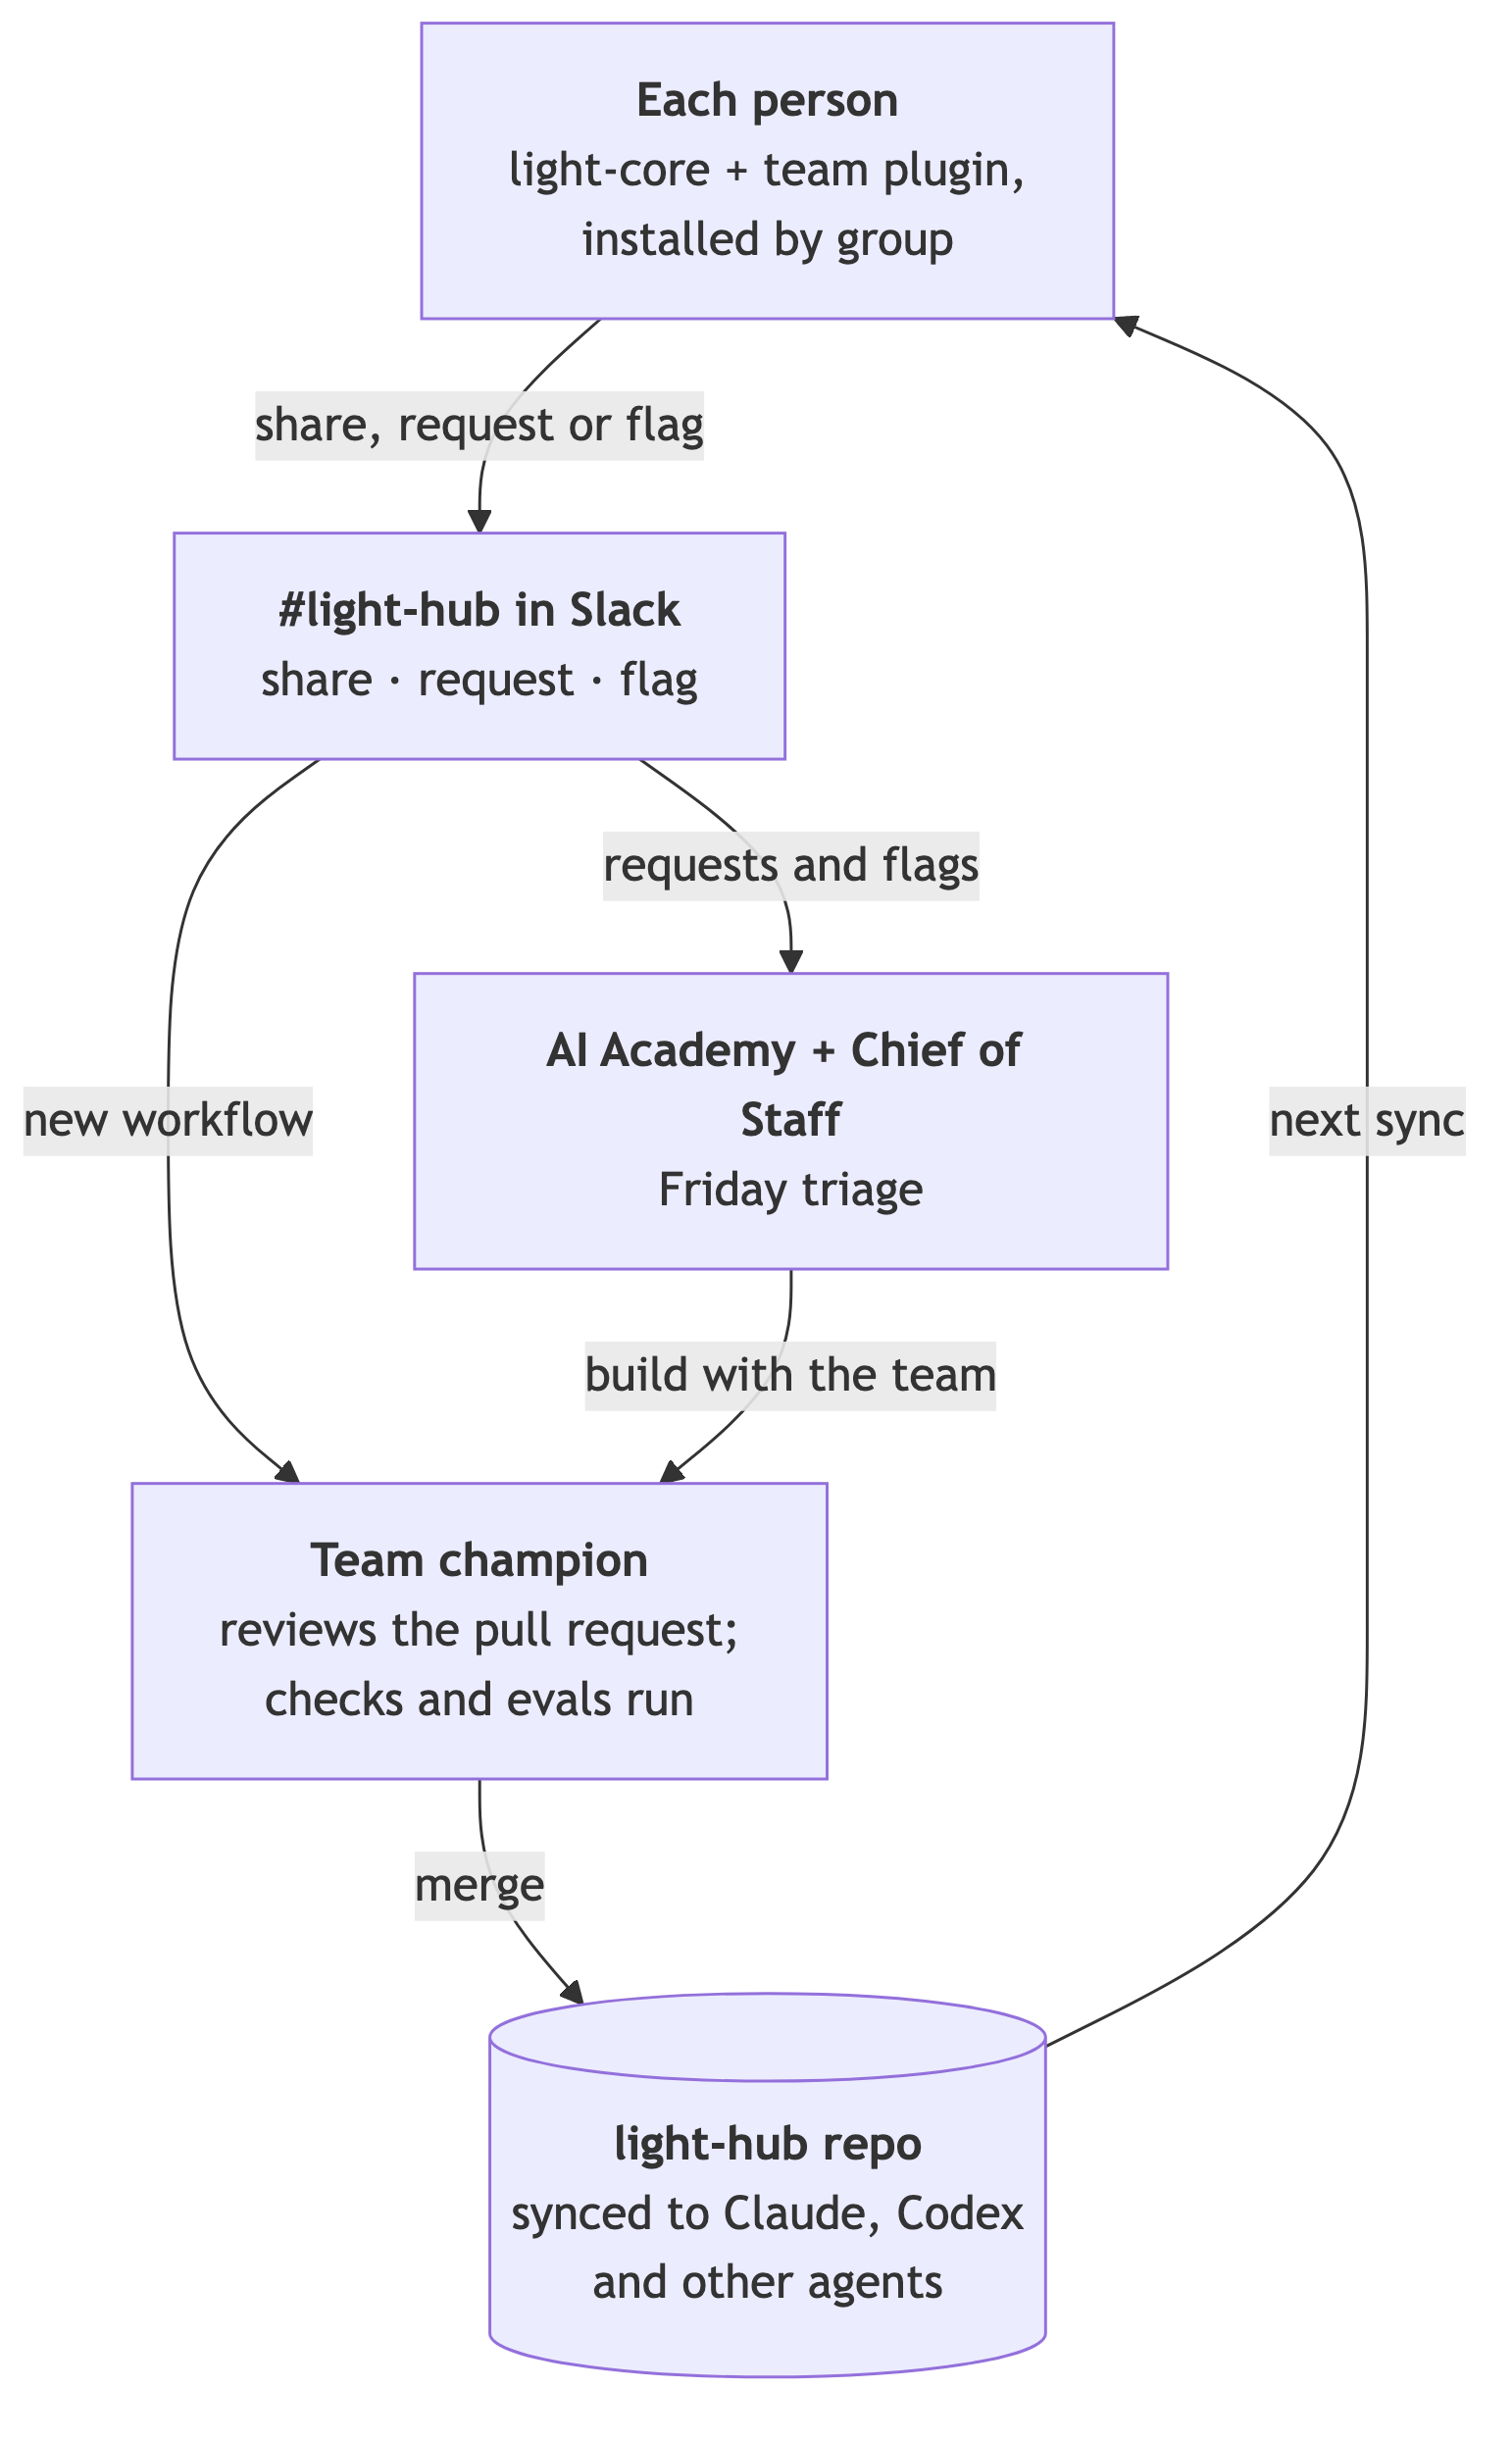 Each person
light-core + team plugin,
installed by group
share, request or flag
#light-hub in Slack
share · request · flag
requests and flags
AI Academy + Chief of
Staff
Friday triage
new workflow
next sync
build with the team
Team champion
reviews the pull request;
checks and evals run
merge
light-hub repo
synced to Claude, Codex
and other agents